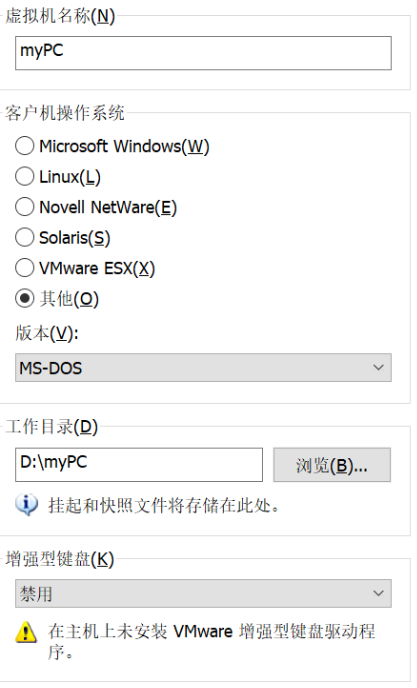 虚拟机名称(N)
myPC
客户机操作系统
Microsoft Windows(W)
Linux(L)
Novell NetWare(E)
Solaris(S)
VMware ESX(X)
其他(O)
版本(V):
MS-DOS
工作目录(D)
D:\myPC
浏览(B)...
挂起和快照文件将存储在此处。
增强型键盘(K)
禁用
在主机上未安装 VMware 增强型键盘驱动程
序。